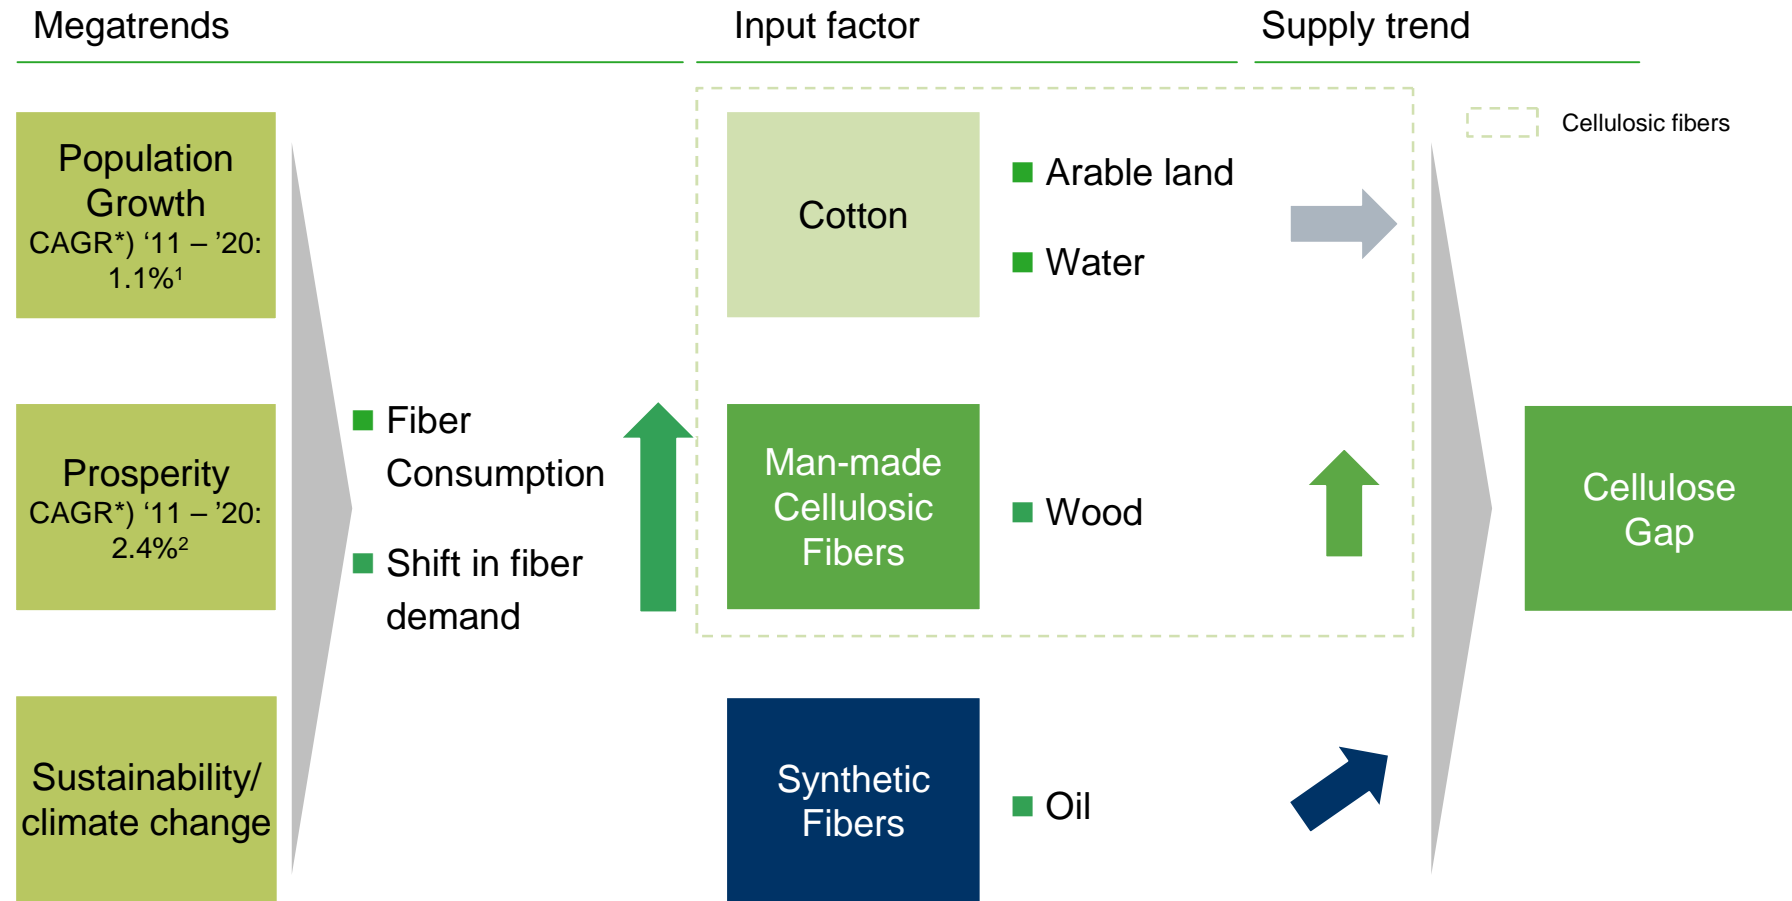 Megatrends
Input factor
Supply trend
Cellulosic fibers
Population
Growth
CAGR*) ‘11 – ’20:
1.1%¹
Prosperity
CAGR*) ‘11 – ’20:
2.4%²
Sustainability/
climate change
Fiber
Consumption
Shift in fiber
demand
Cotton
Arable land
Water
Man-made
Cellulosic
Fibers
Wood
Synthetic
Fibers
Oil
Cellulose
Gap